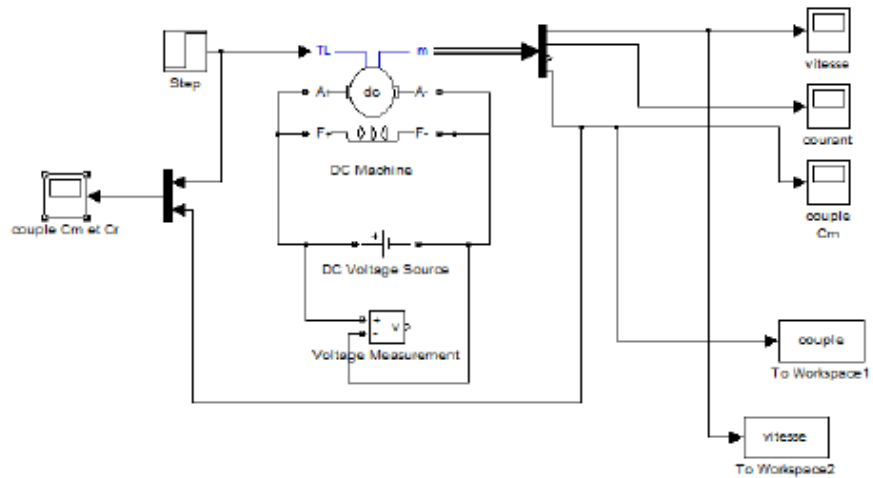 Step
TL
m
vitesse
A+
dc
A-
F+
F-
courant
DC Machine
couple Cm et Cr
couple
Cm
+
DC Voltage Source
+
-
v
Voltage Measurement
couple
To Workspace1
vitesse
To Workspace2